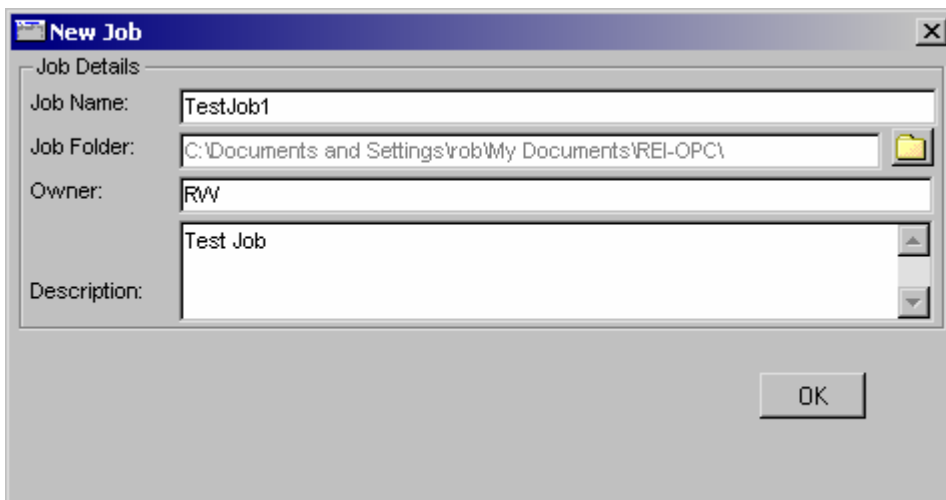 New Job
Job Details
Job Name: TestJob1
Job Folder: C:\Documents and Settings\rob\My Documents\REI-OPC\
Owner: RW
Test Job
Description:
OK